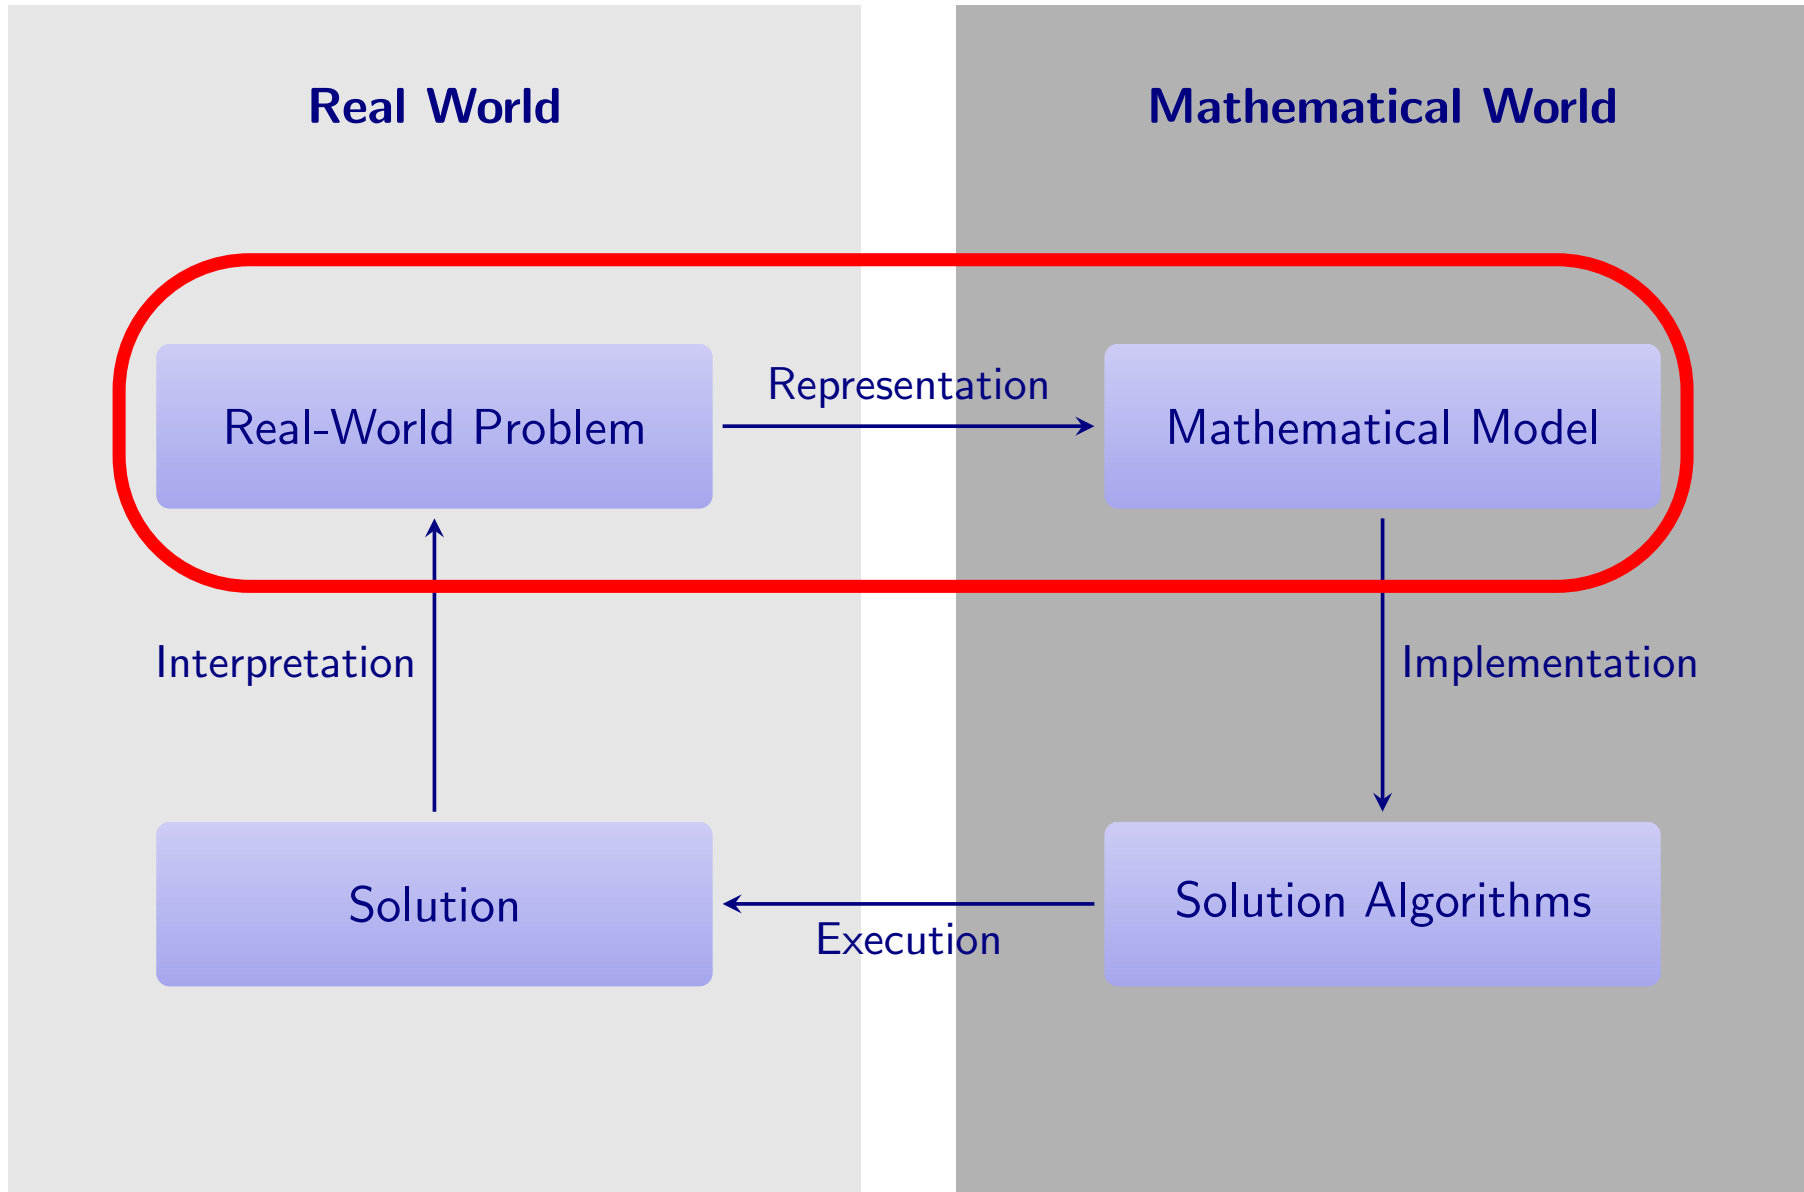 Real World
Mathematical World
Representation
Real-World Problem
Mathematical Model
Interpretation
Implementation
Solution
Solution Algorithms
Execution